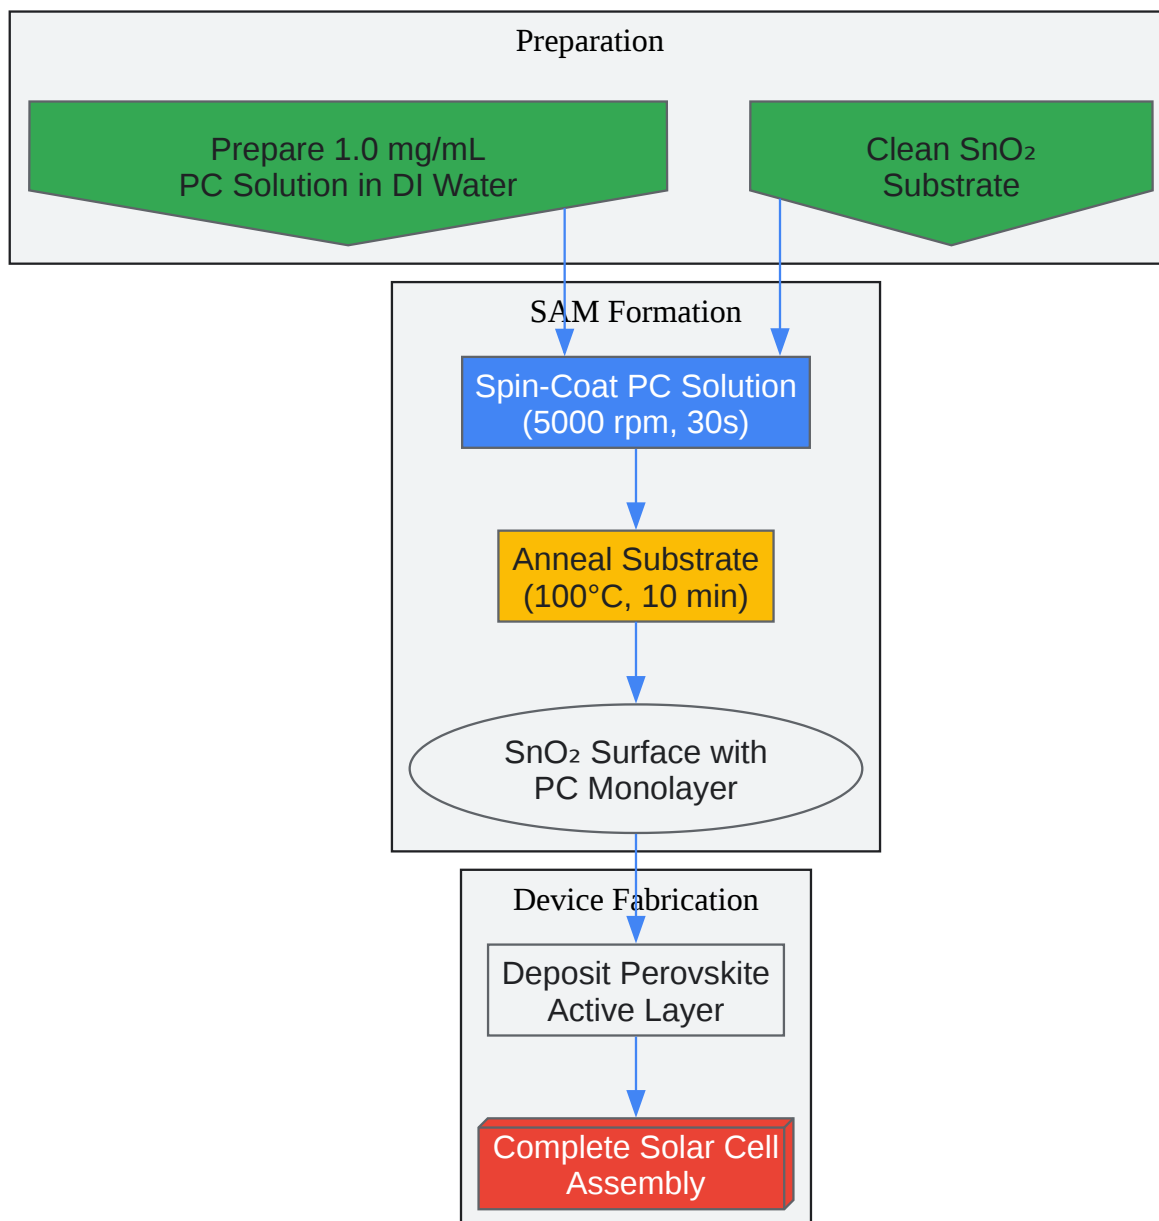 Preparation
Prepare 1.0 mg/mL
PC Solution in DI Water
Clean SnO₂
Substrate
SAM Formation
Spin-Coat PC Solution
(5000 rpm, 30s)
Anneal Substrate
(100°C, 10 min)
SnO₂ Surface with
PC Monolayer
Device Fabrication
Deposit Perovskite
Active Layer
Complete Solar Cell
Assembly